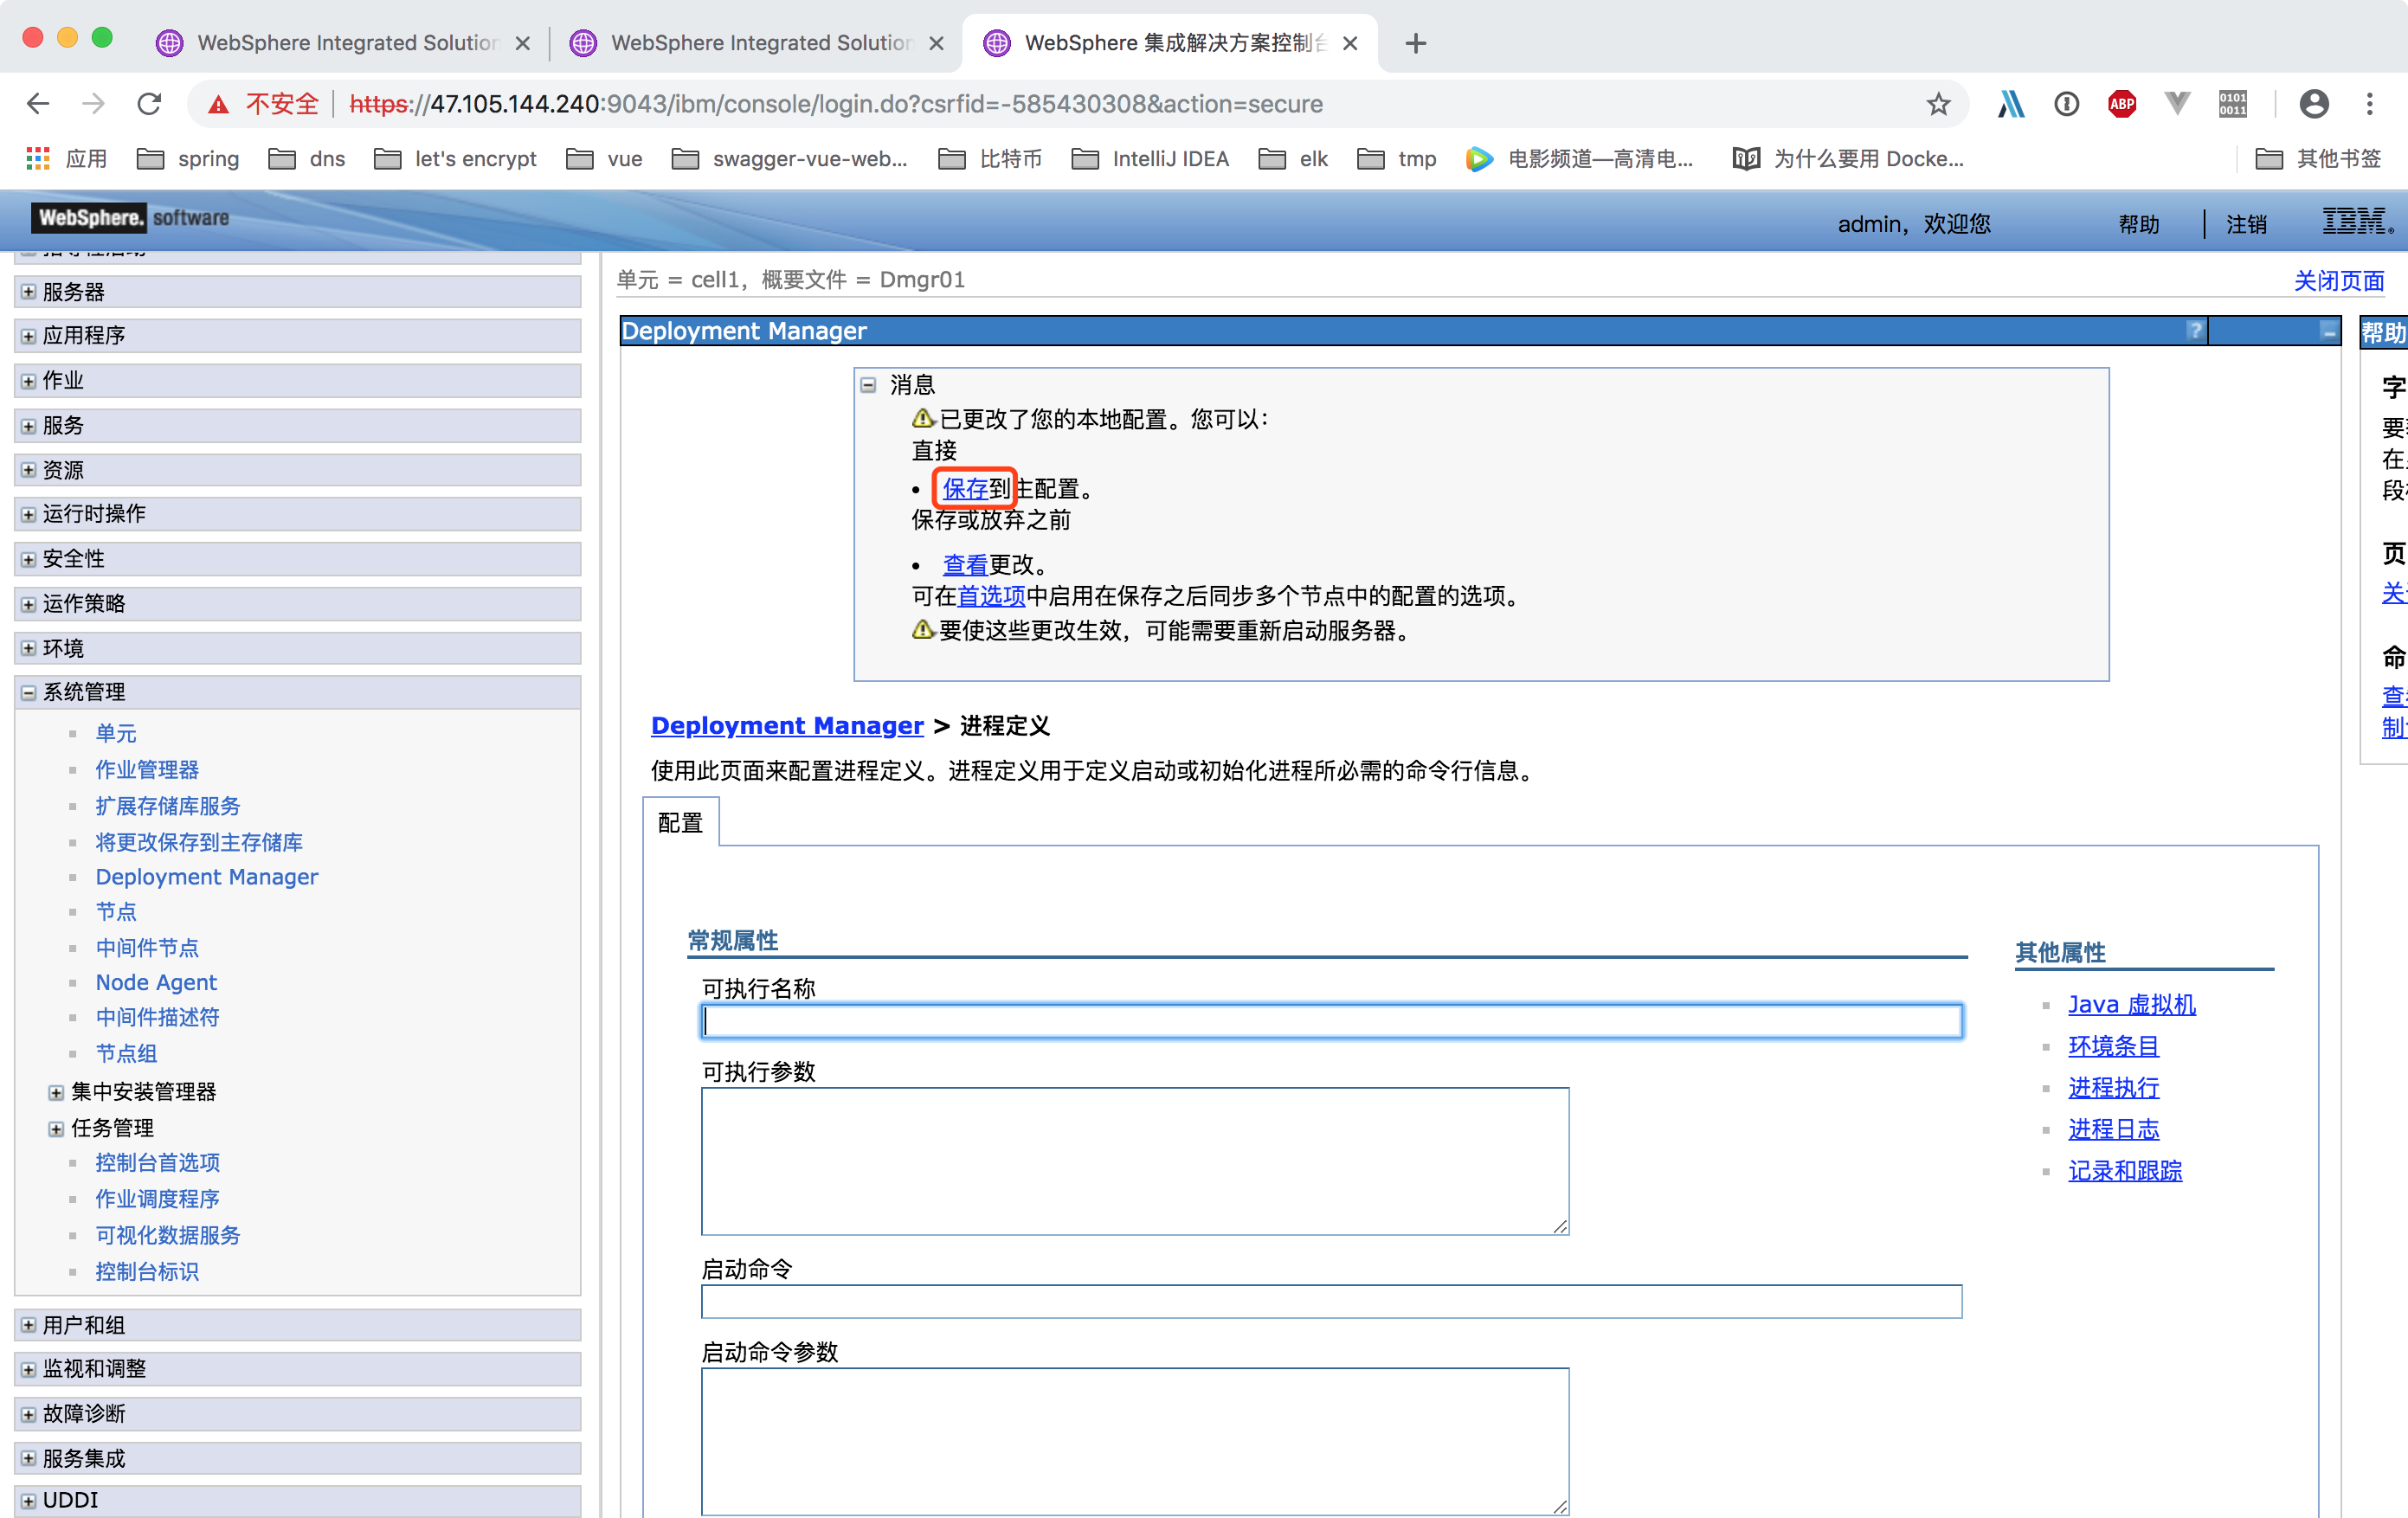 WebSphere Integrated Solution
WebSphere Integrated Solution
WebSphere 集成解决方案控制台
不安全
https://47.105.144.240:9043/ibm/console/login.do?csrfid=-585430308&action=secure
ABP
0101
0011
应用
spring
dns
let's encrypt
vue
swagger-vue-web...
比特币
IntelliJ IDEA
elk
tmp
电影频道—高清电...
为什么要用 Docke...
其他书签
WebSphere. software
admin，欢迎您
帮助
注销
IBM.
服务器
应用程序
作业
服务
资源
运行时操作
安全性
运作策略
环境
系统管理
单元
作业管理器
扩展存储库服务
将更改保存到主存储库
Deployment Manager
节点
中间件节点
Node Agent
中间件描述符
节点组
集中安装管理器
任务管理
控制台首选项
作业调度程序
可视化数据服务
控制台标识
用户和组
监视和调整
故障诊断
服务集成
UDDI
单元 = cell1，概要文件 = Dmgr01
关闭页面
Deployment Manager
?
消息
已更改了您的本地配置。您可以：
直接
• 保存到主配置。
保存或放弃之前
• 查看更改。
可在首选项中启用在保存之后同步多个节点中的配置的选项。
要使这些更改生效，可能需要重新启动服务器。
Deployment Manager > 进程定义
使用此页面来配置进程定义。进程定义用于定义启动或初始化进程所必需的命令行信息。
配置
常规属性
可执行名称
可执行参数
启动命令
启动命令参数
其他属性
Java 虚拟机
环境条目
进程执行
进程日志
记录和跟踪
帮助
字
要
在
段
页
关
命
查
制